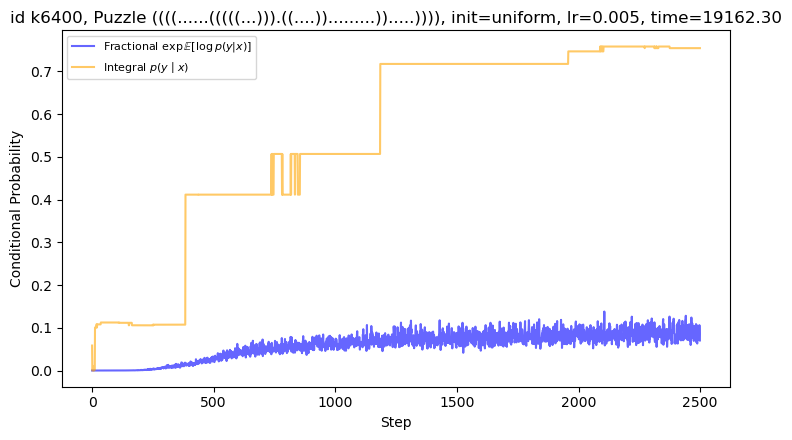 id k6400, Puzzle ((((......(((((...))).((....)).........)).....)))), init=uniform, lr=0.005, time=19162.30
Fractional exp𝔼[log p(y|x)]
Integral p(y | x)
Conditional Probability
0.7
0.6
0.5
0.4
0.3
0.2
0.1
0.0
0
500
1000
1500
2000
2500
Step